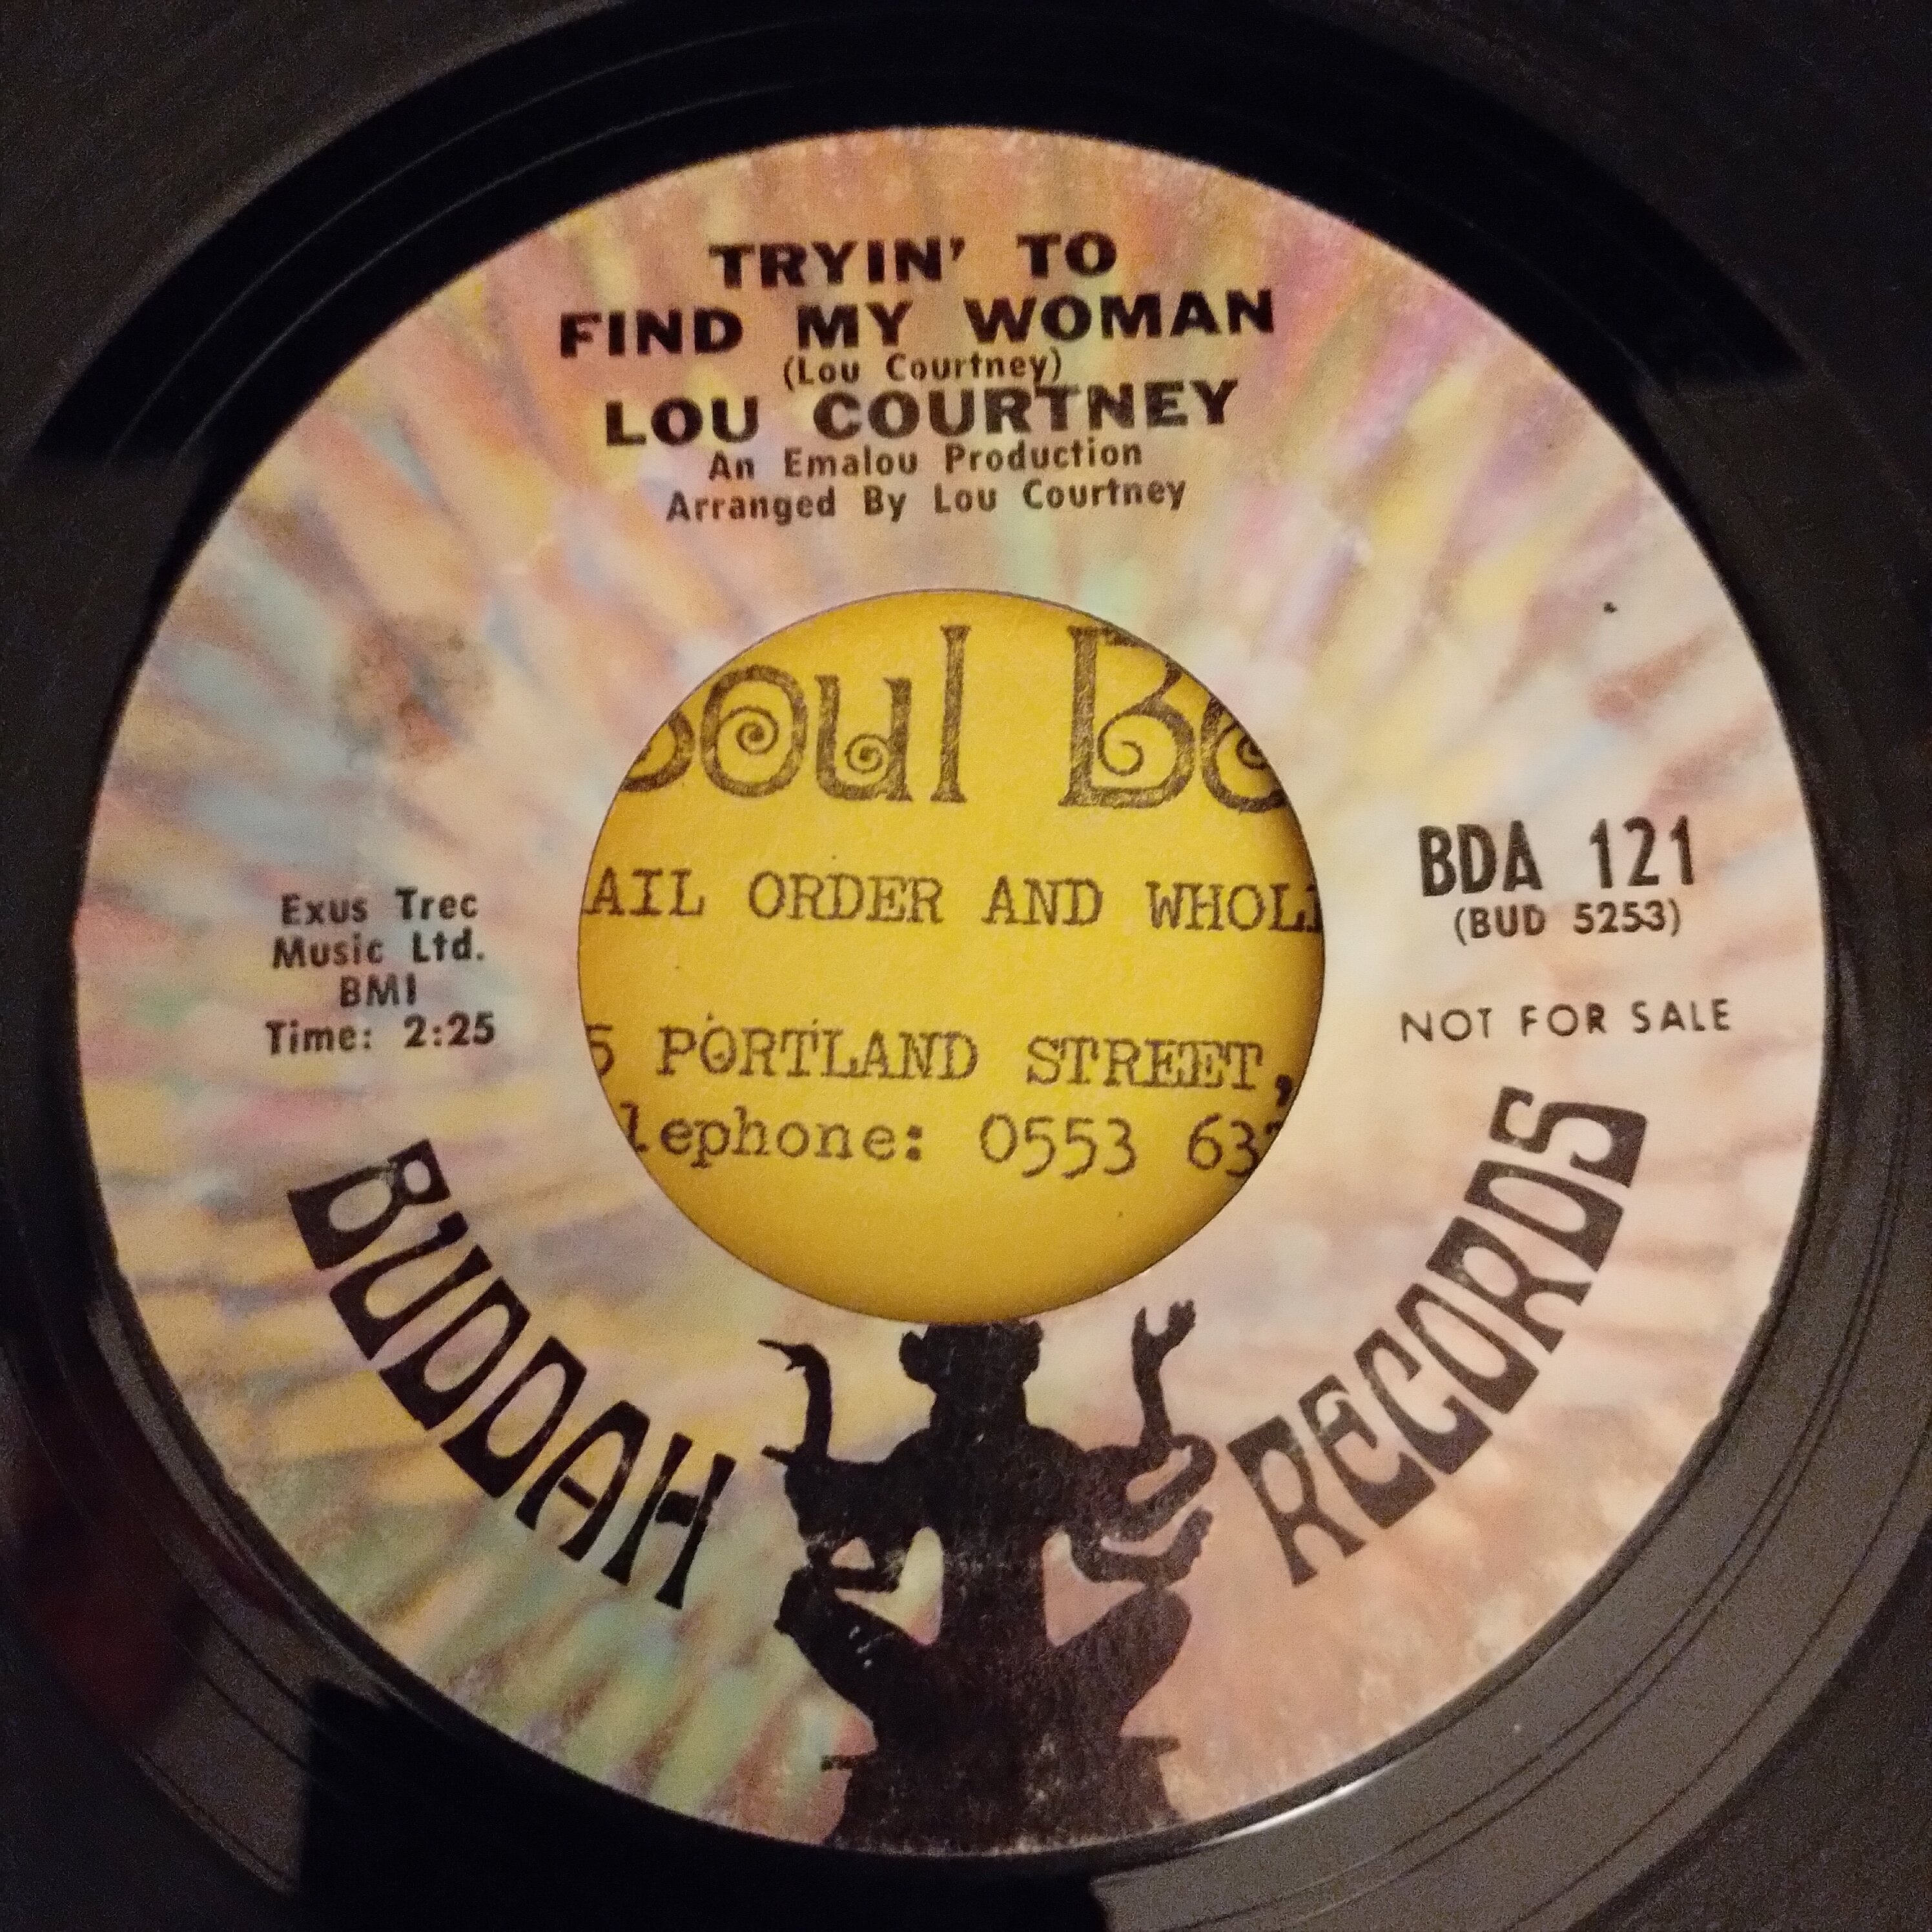 TRYIN' TO
FIND MY WOMAN
(Lou Courtney)
LOU COURTNEY
An Emalou Production
Arranged By Lou Courtney
Exus Trec
Music Ltd.
BMI
Time: 2:25
Soul Bo
AIL ORDER AND WHOL
5 PORTLAND STREET,
lephone: 0553 63
BDA 121
(BUD 5253)
NOT FOR SALE
BUDDAH RECORDS